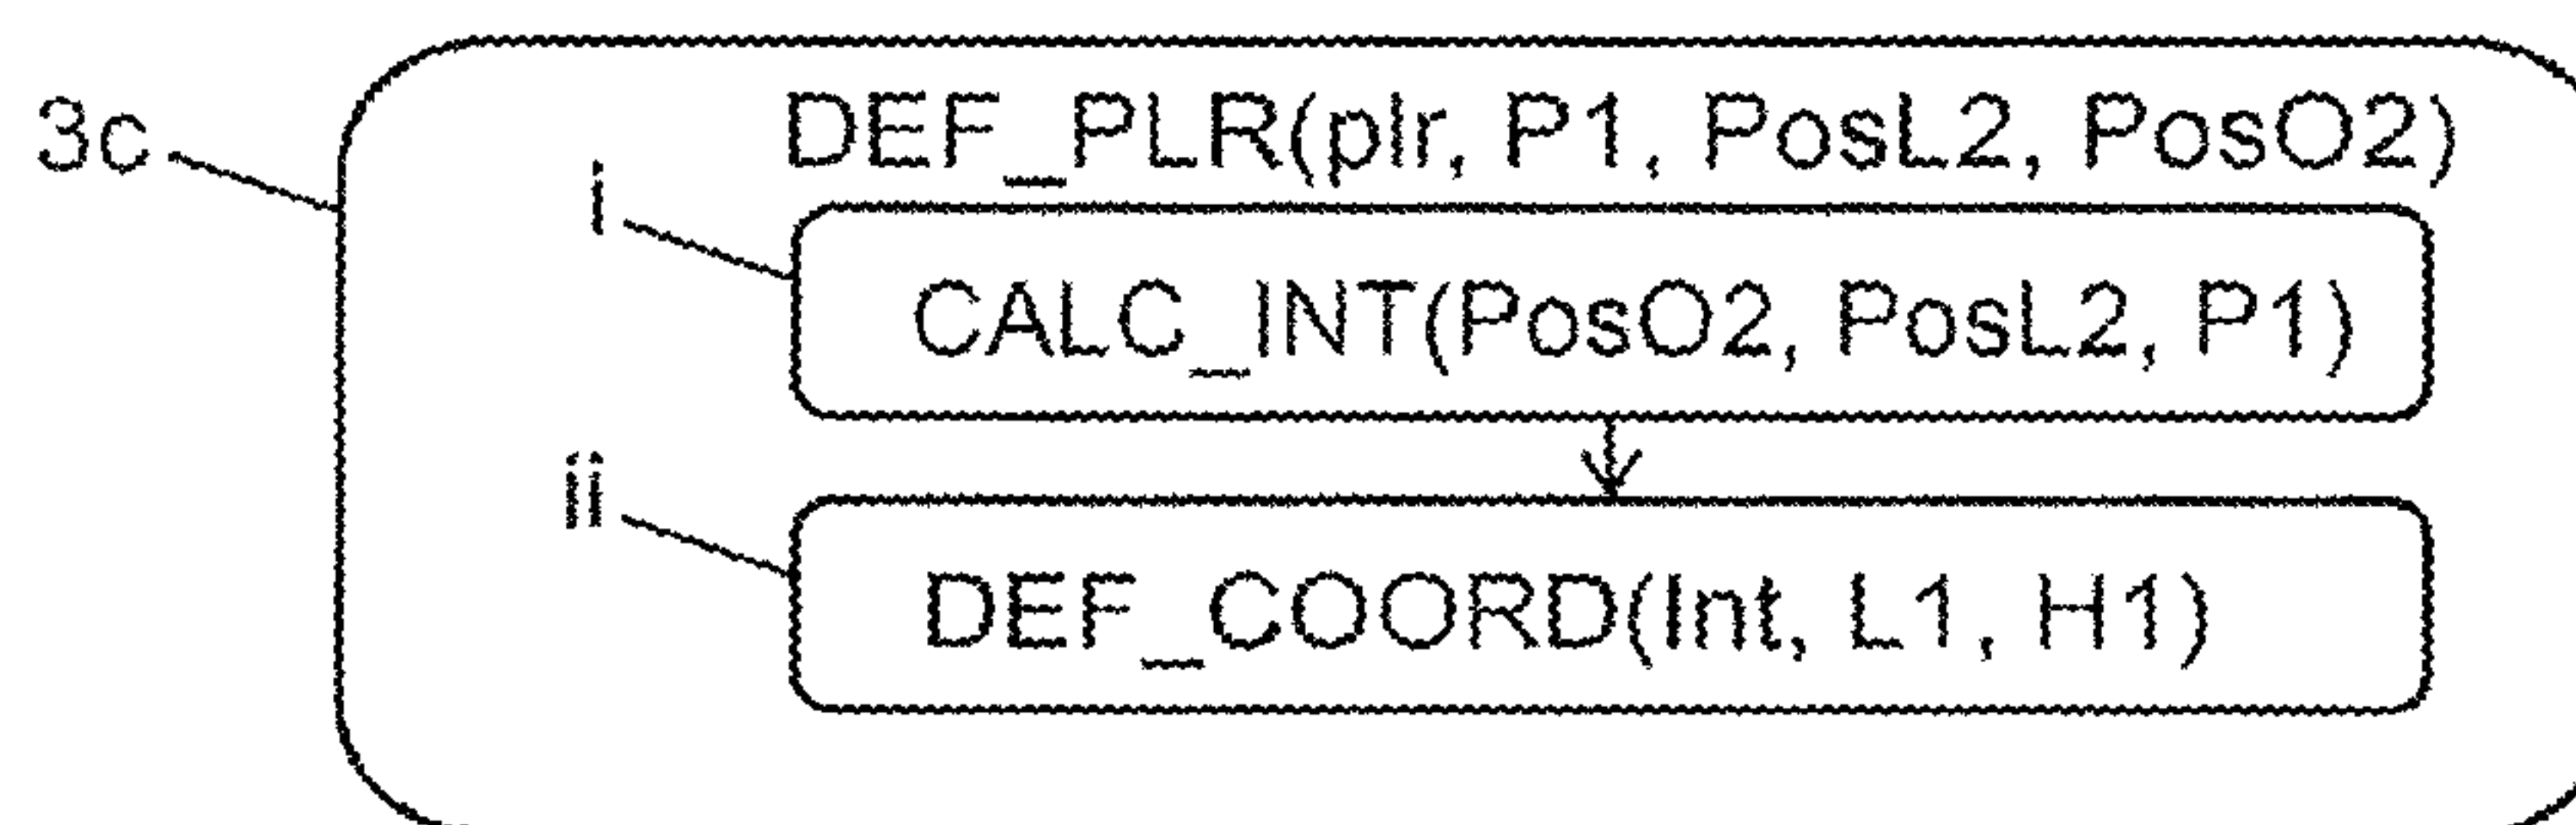 3c
DEF_PLR(plr, P1, PosL2, PosO2)
i
CALC_INT(PosO2, PosL2, P1)
ii
DEF_COORD(Int, L1, H1)